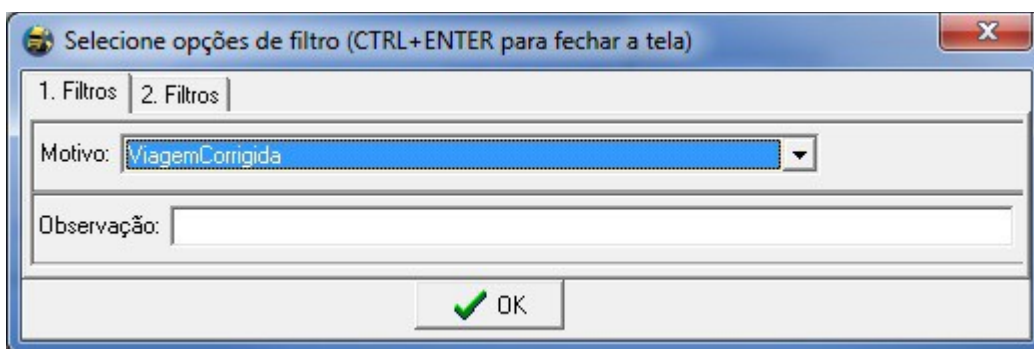 Selecione opções de filtro (CTRL+ENTER para fechar a tela)
1. Filtros 2. Filtros
Motivo: ViagemCorrigida
Observação:
OK